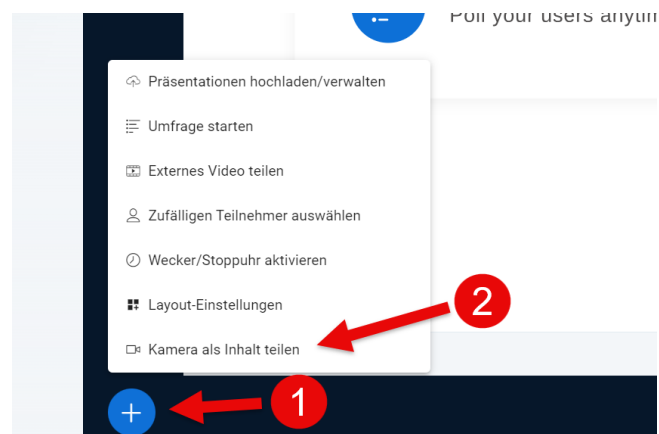 Poll your users anytim
Präsentationen hochladen/verwalten
Umfrage starten
Externes Video teilen
Zufälligen Teilnehmer auswählen
Wecker/Stoppuhr aktivieren
Layout-Einstellungen
2
Kamera als Inhalt teilen
1